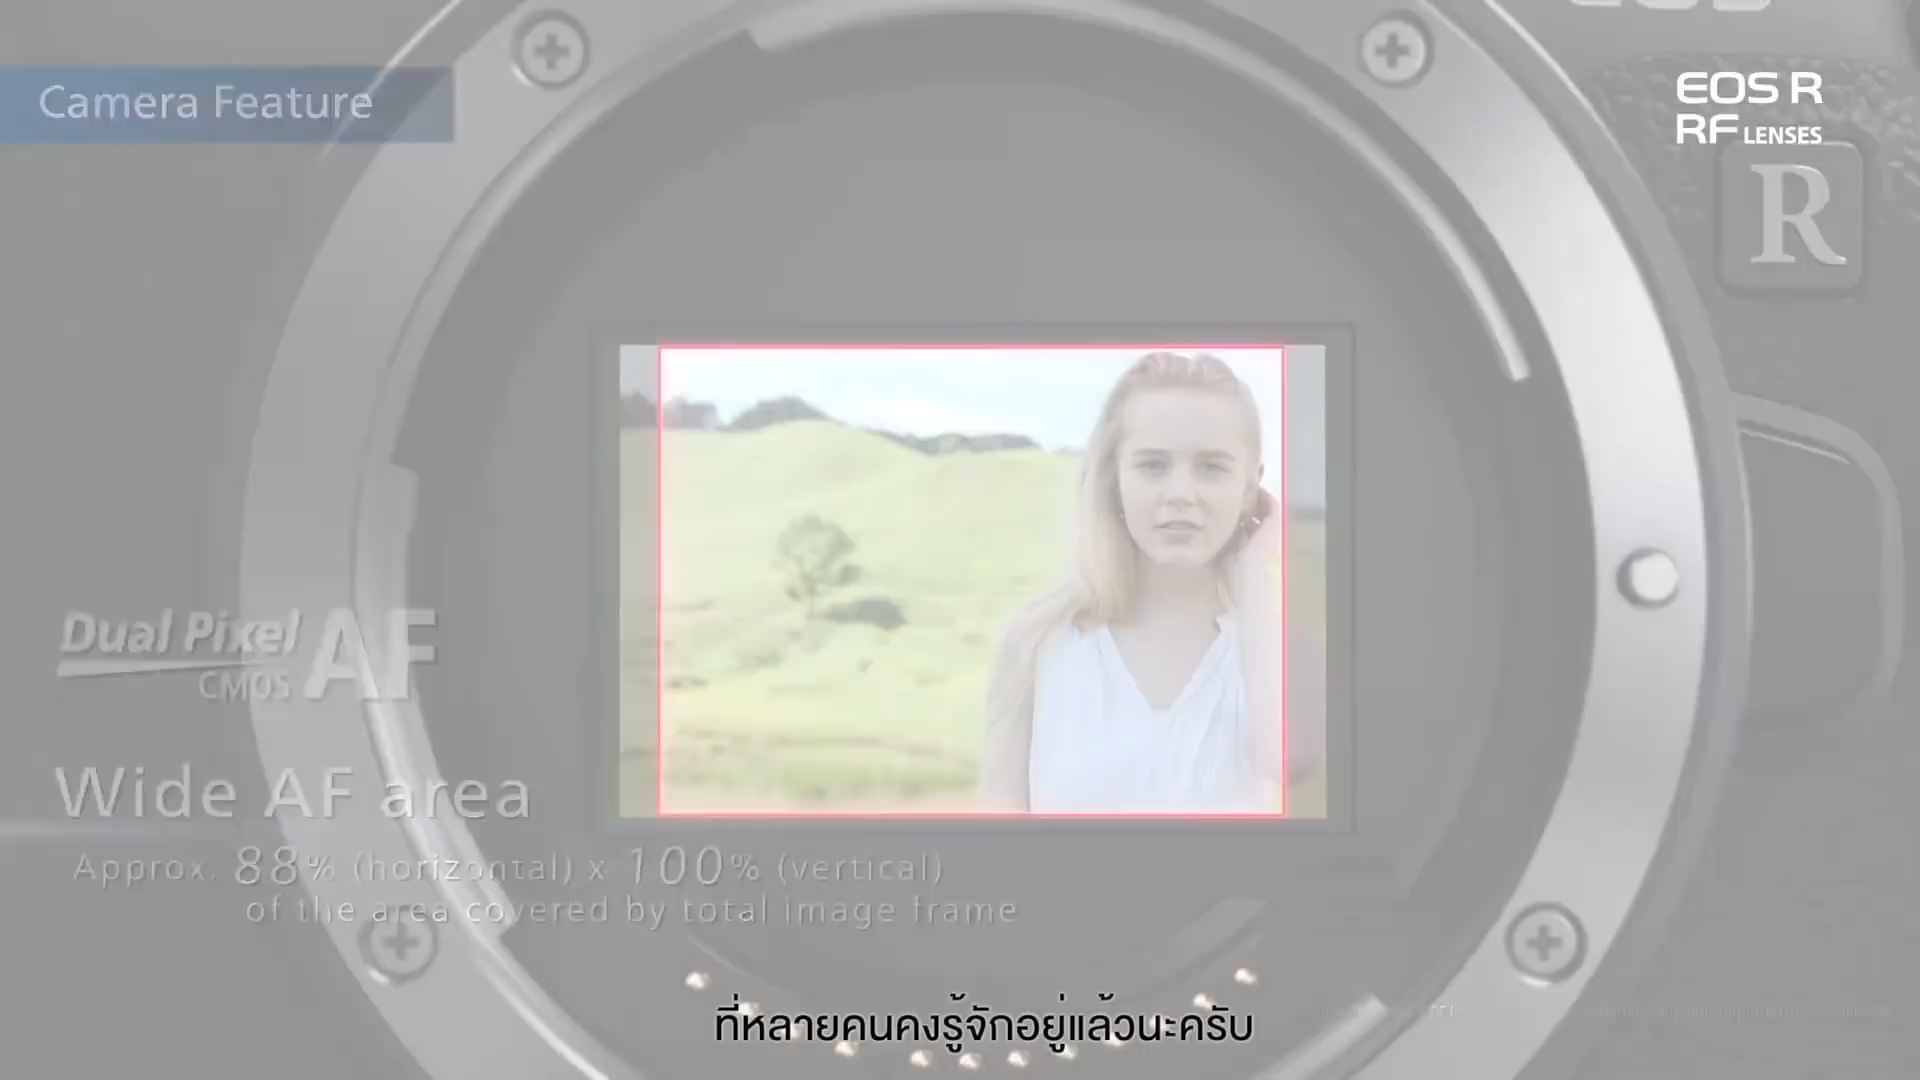 Camera Feature
EOS R
RF LENSES
R
Dual Pixel
CMOS AF
Wide AF area
Approx. 88% (horizontal) x 100% (vertical)
of the area covered by total image frame
ที่หลายคนคงรู้จักอยู่แล้วนะครับ